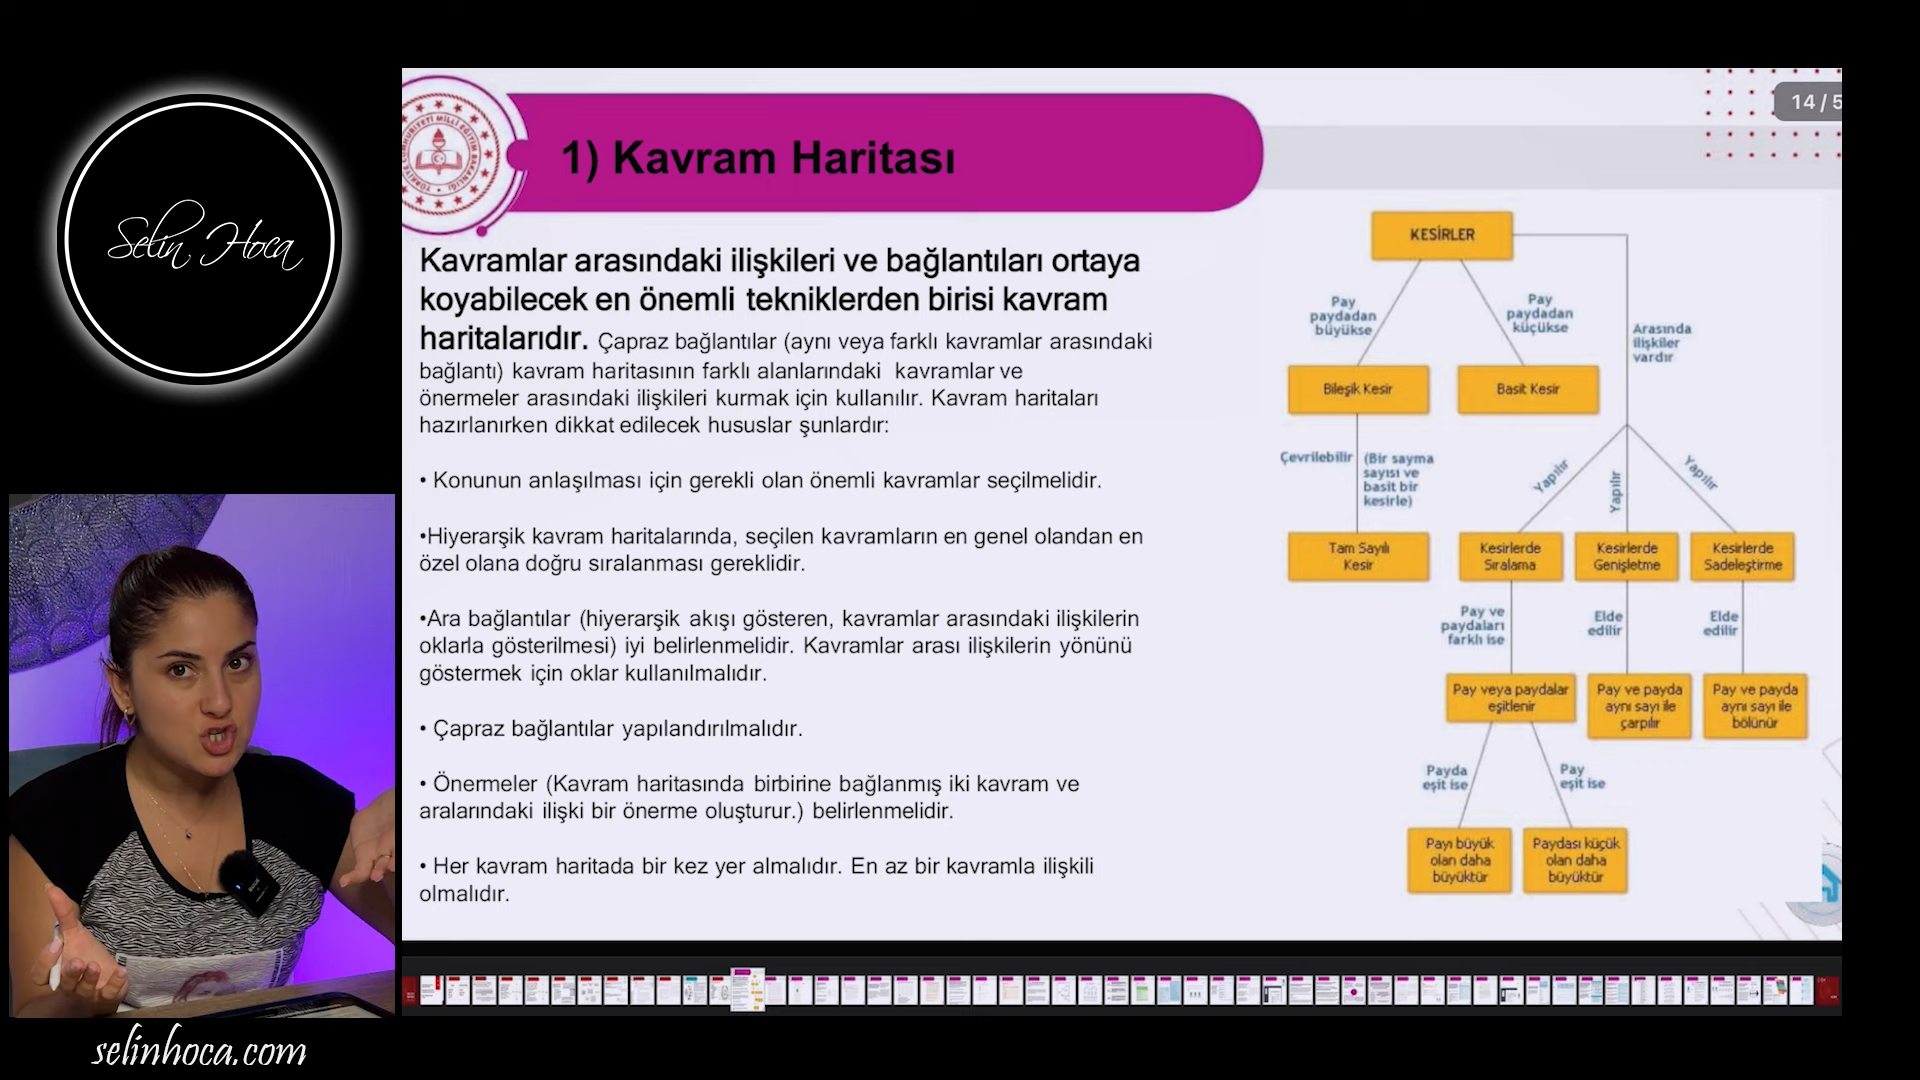 Selin Hoca
selinhoca.com
1) Kavram Haritası
14 / 5
Kavramlar arasındaki ilişkileri ve bağlantıları ortaya
koyabilecek en önemli tekniklerden birisi kavram
haritalarıdır. Çapraz bağlantılar (aynı veya farklı kavramlar arasındaki
bağlantı) kavram haritasının farklı alanlarındaki kavramlar ve
önermeler arasındaki ilişkileri kurmak için kullanılır. Kavram haritaları
hazırlanırken dikkat edilecek hususlar şunlardır:
• Konunun anlaşılması için gerekli olan önemli kavramlar seçilmelidir.
•Hiyerarşik kavram haritalarında, seçilen kavramların en genel olandan en
özel olana doğru sıralanması gereklidir.
•Ara bağlantılar (hiyerarşik akışı gösteren, kavramlar arasındaki ilişkilerin
oklarla gösterilmesi) iyi belirlenmelidir. Kavramlar arası ilişkilerin yönünü
göstermek için oklar kullanılmalıdır.
• Çapraz bağlantılar yapılandırılmalıdır.
• Önermeler (Kavram haritasında birbirine bağlanmış iki kavram ve
aralarındaki ilişki bir önerme oluşturur.) belirlenmelidir.
• Her kavram haritada bir kez yer almalıdır. En az bir kavramla ilişkili
olmalıdır.
KESİRLER
Pay
paydadan
büyükse
Pay
paydadan
küçükse
Arasında
ilişkiler
vardır
Bileşik Kesir
Basit Kesir
Çevrilebilir
(Bir sayma
sayısı ve
basit bir
kesirle)
Yapılır
Yapılır
Yapılır
Tam Sayılı
Kesir
Kesirlerde
Sıralama
Kesirlerde
Genişletme
Kesirlerde
Sadeleştirme
Pay ve
paydaları
farklı ise
Elde
edilir
Elde
edilir
Pay veya paydalar
eşitlenir
Pay ve payda
aynı sayı ile
çarpılır
Pay ve payda
aynı sayı ile
bölünür
Payda
eşit ise
Pay
eşit ise
Payı büyük
olan daha
büyüktür
Paydası küçük
olan daha
büyüktür